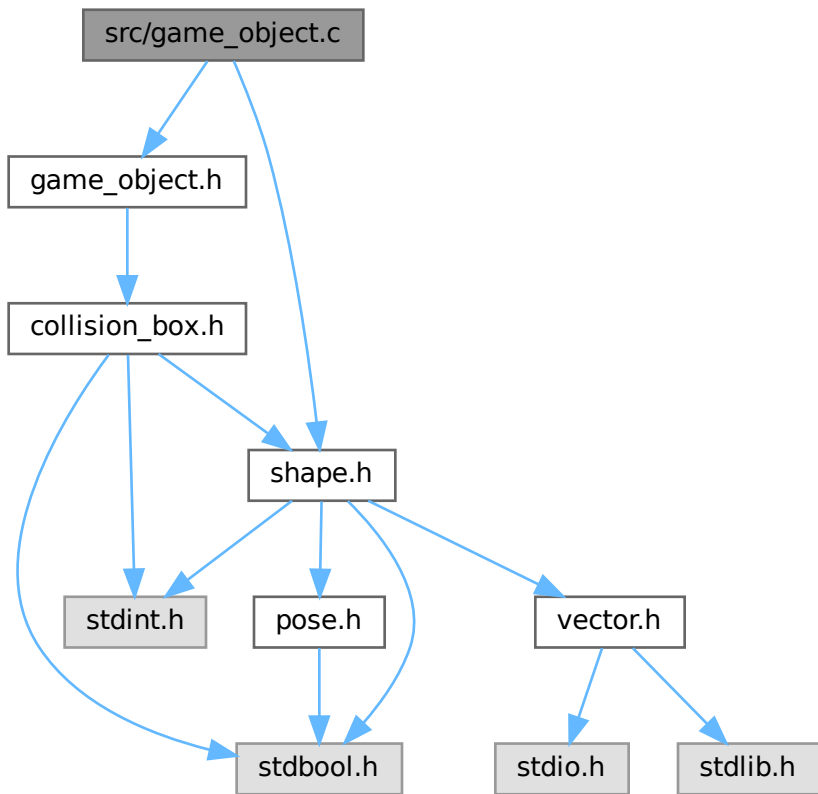 src/game_object.c
game_object.h
collision_box.h
shape.h
stdint.h
pose.h
vector.h
stdbool.h
stdio.h
stdlib.h